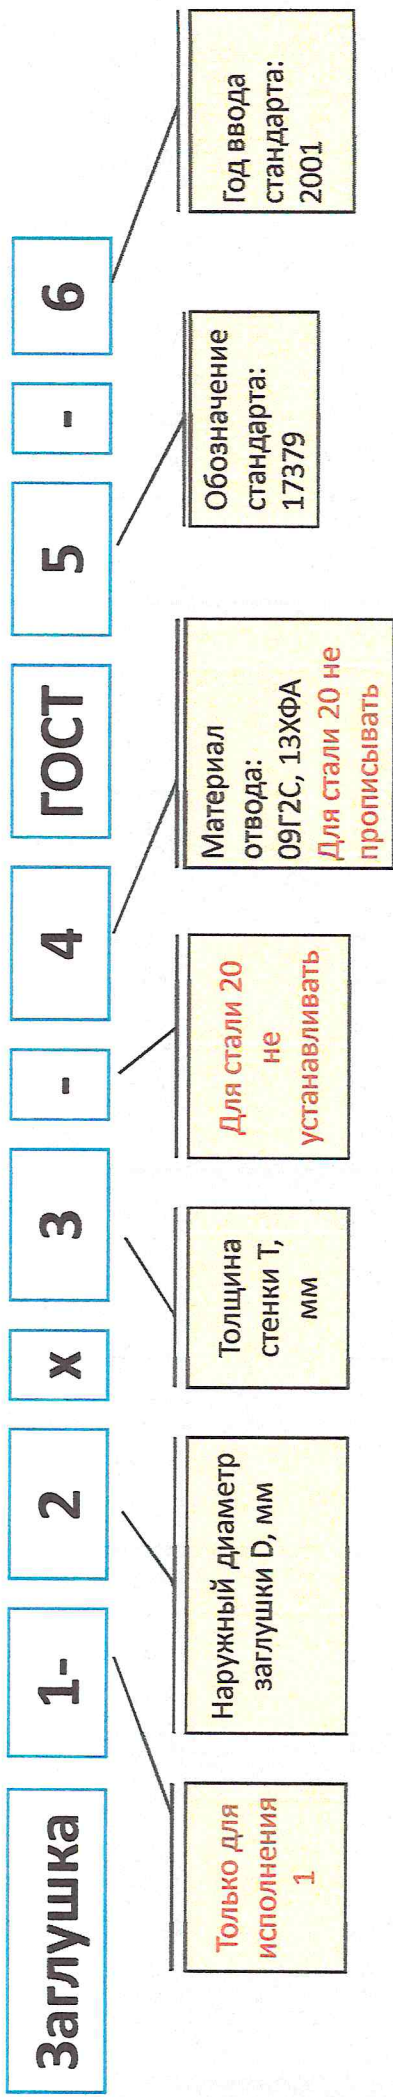 Заглушка 1- 2 х 3 - 4 ГОСТ 5 - 6
Только для
исполнения
1
Наружный диаметр
заглушки D, мм
Толщина
стенки Т,
мм
Для стали 20
не
устанавливать
Материал
отвода:
09Г2С, 13ХФА
Для стали 20 не
прописывать
Обозначение
стандарта:
17379
Год ввода
стандарта:
2001